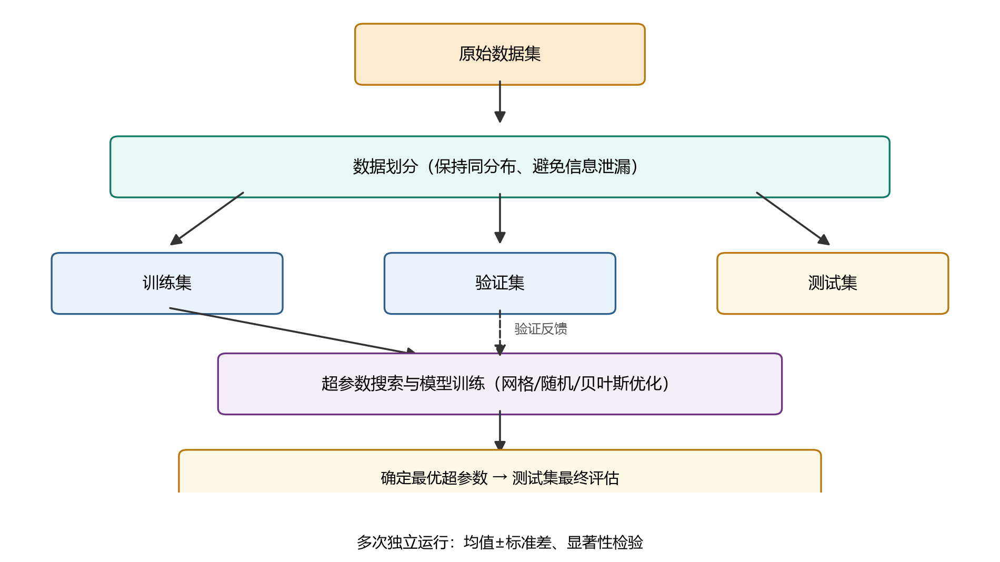 原始数据集
数据划分（保持同分布、避免信息泄漏）
训练集
验证集
测试集
验证反馈
超参数搜索与模型训练（网格/随机/贝叶斯优化）
确定最优超参数 → 测试集最终评估
多次独立运行：均值±标准差、显著性检验